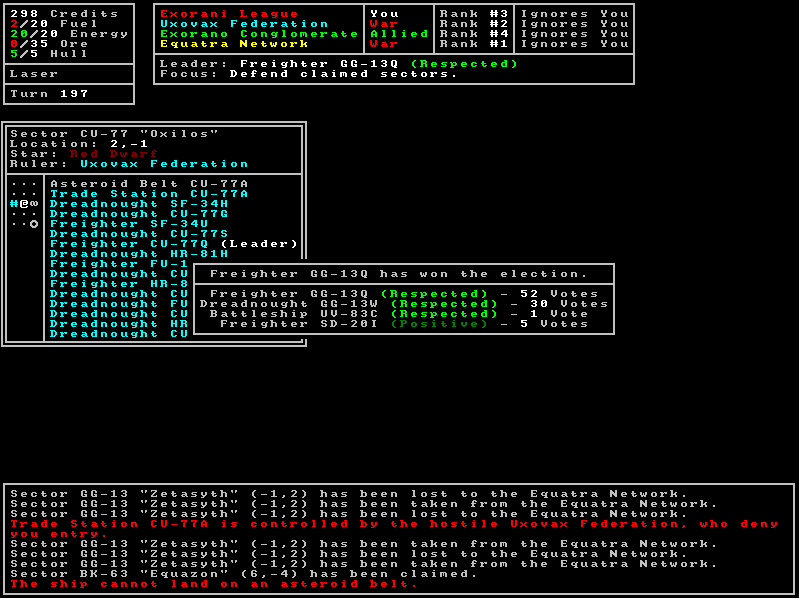 298 Credits
2/20 Fuel
20/20 Energy
0/35 Ore
5/5 Hull
Laser
Turn 197
Exorani League You Rank #3 Ignores You
Uxovax Federation War Rank #2 Ignores You
Exorano Conglomerate Allied Rank #4 Ignores You
Equatra Network War Rank #1 Ignores You
Leader: Freighter GG-13Q (Respected)
Focus: Defend claimed sectors.
Sector CU-77 "Oxilos"
Location: 2,-1
Star: Red Dwarf
Ruler: Uxovax Federation
... Asteroid Belt CU-77A
... Trade Station CU-77A
#@∞ Dreadnought SF-34H
... Dreadnought CU-77G
..O Freighter SF-34U
Dreadnought CU-77S
Freighter CU-77Q (Leader)
Dreadnought HR-81H
Freighter FU-1
Dreadnought CU
Freighter HR-8
Dreadnought CU
Dreadnought FU
Dreadnought CU
Dreadnought HR
Dreadnought CU
Freighter GG-13Q has won the election.
Freighter GG-13Q (Respected) - 52 Votes
Dreadnought GG-13W (Respected) - 30 Votes
Battleship UV-83C (Respected) - 1 Vote
Freighter SD-20I (Positive) - 5 Votes
Sector GG-13 "Zetasyth" (-1,2) has been lost to the Equatra Network.
Sector GG-13 "Zetasyth" (-1,2) has been taken from the Equatra Network.
Sector GG-13 "Zetasyth" (-1,2) has been lost to the Equatra Network.
Trade Station CU-77A is controlled by the hostile Uxovax Federation, who deny
you entry.
Sector GG-13 "Zetasyth" (-1,2) has been taken from the Equatra Network.
Sector GG-13 "Zetasyth" (-1,2) has been lost to the Equatra Network.
Sector GG-13 "Zetasyth" (-1,2) has been taken from the Equatra Network.
Sector BK-63 "Equazon" (6,-4) has been claimed.
The ship cannot land on an asteroid belt.